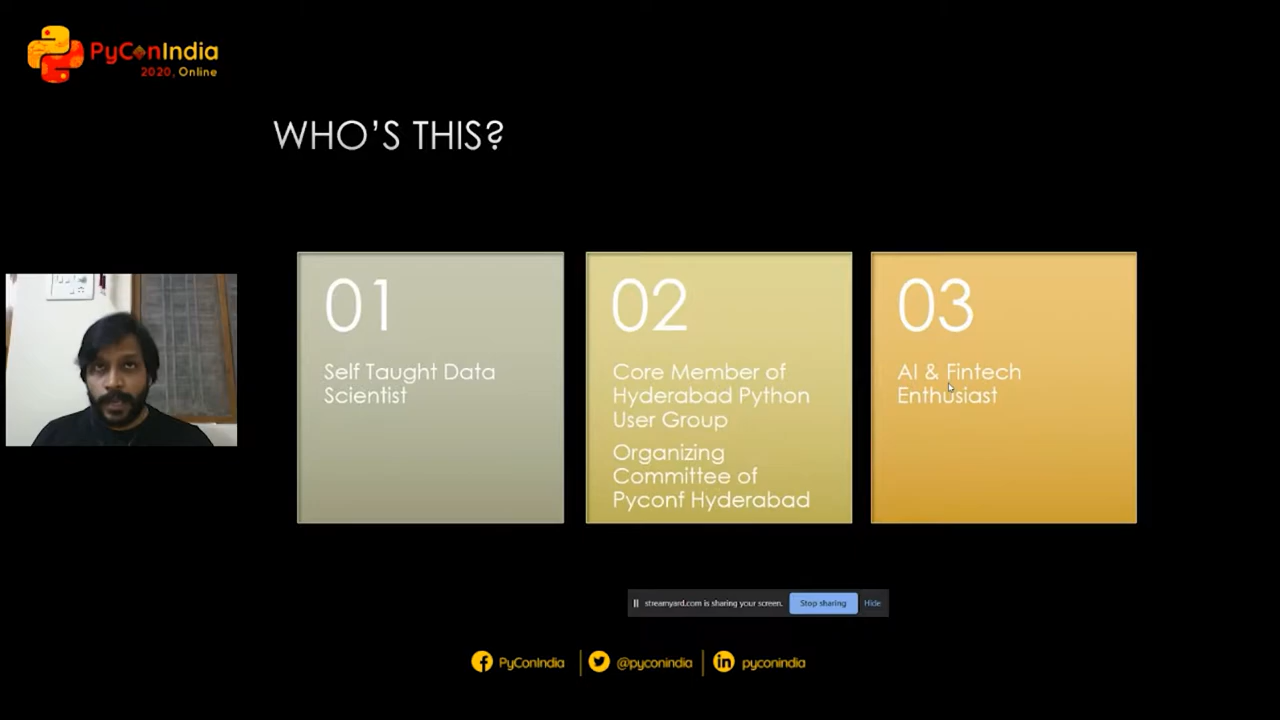 PyConIndia
2020, Online
WHO'S THIS?
01
Self Taught Data
Scientist
02
Core Member of
Hyderabad Python
User Group
Organizing
Committee of
Pyconf Hyderabad
03
AI & Fintech
Enthusiast
streamyard.com is sharing your screen. Stop sharing Hide
PyConIndia @pyconindia pyconindia